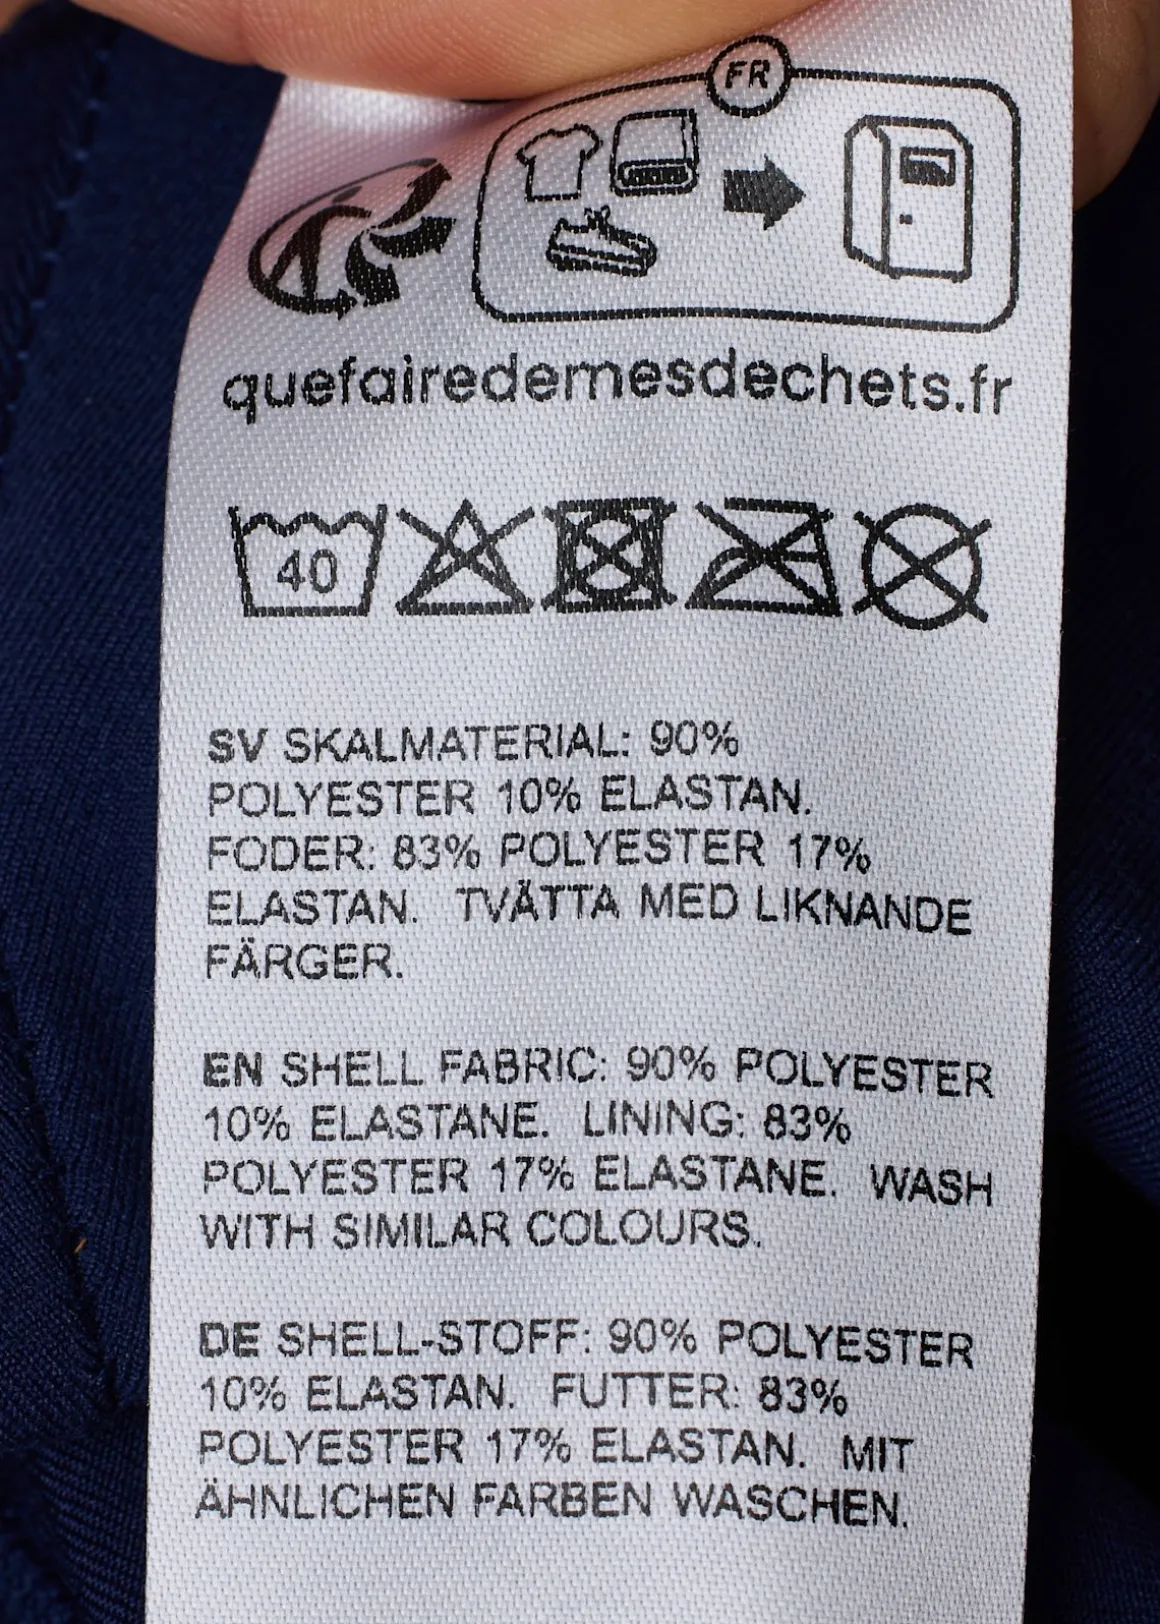 FR
quefairedemesdechets.fr
40
SV SKALMATERIAL: 90%
POLYESTER 10% ELASTAN.
FODER: 83% POLYESTER 17%
ELASTAN. TVÄTTA MED LIKNANDE
FÄRGER.
EN SHELL FABRIC: 90% POLYESTER
10% ELASTANE. LINING: 83%
POLYESTER 17% ELASTANE. WASH
WITH SIMILAR COLOURS.
DE SHELL-STOFF: 90% POLYESTER
10% ELASTAN. FUTTER: 83%
POLYESTER 17% ELASTAN. MIT
ÄHNLICHEN FARBEN WASCHEN.